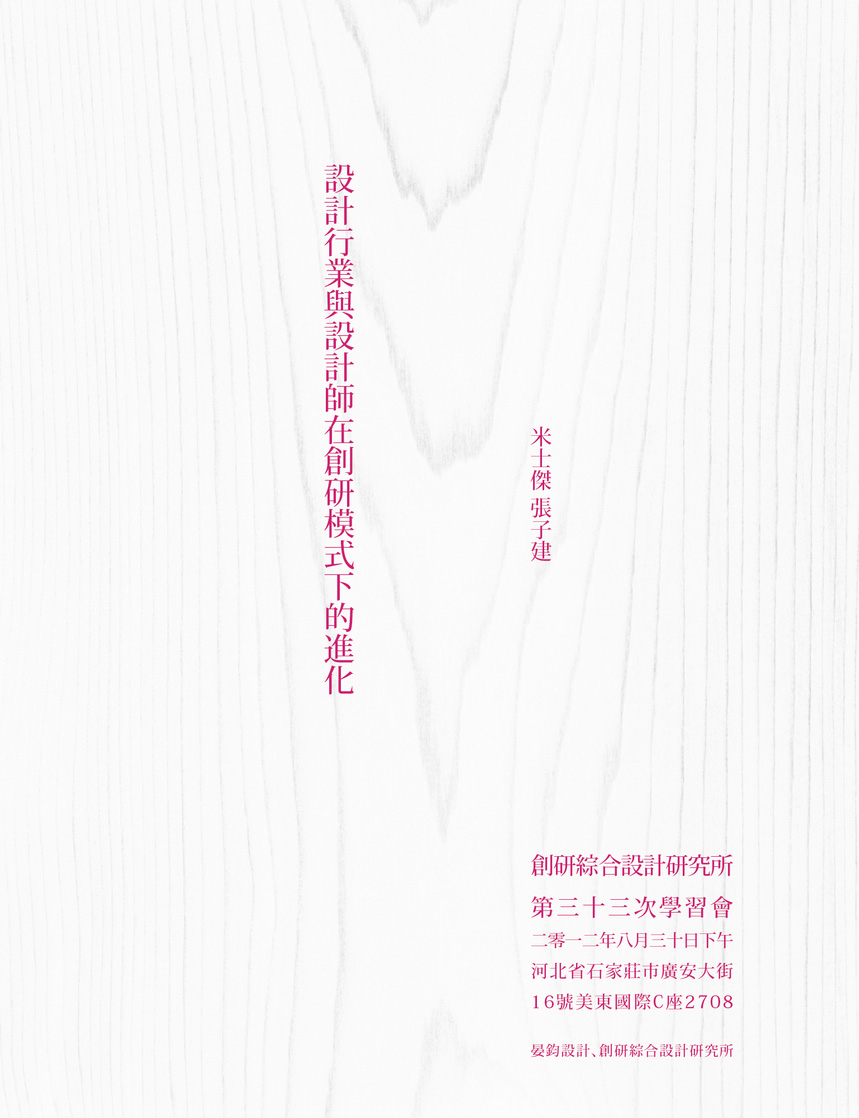 設計行業與設計師在創研模式下的進化
米士傑 張子建
創研綜合設計研究所
第三十三次學習會
二零一二年八月三十日下午
河北省石家莊市廣安大街
16號美東國際C座2708
晏鈞設計、創研綜合設計研究所